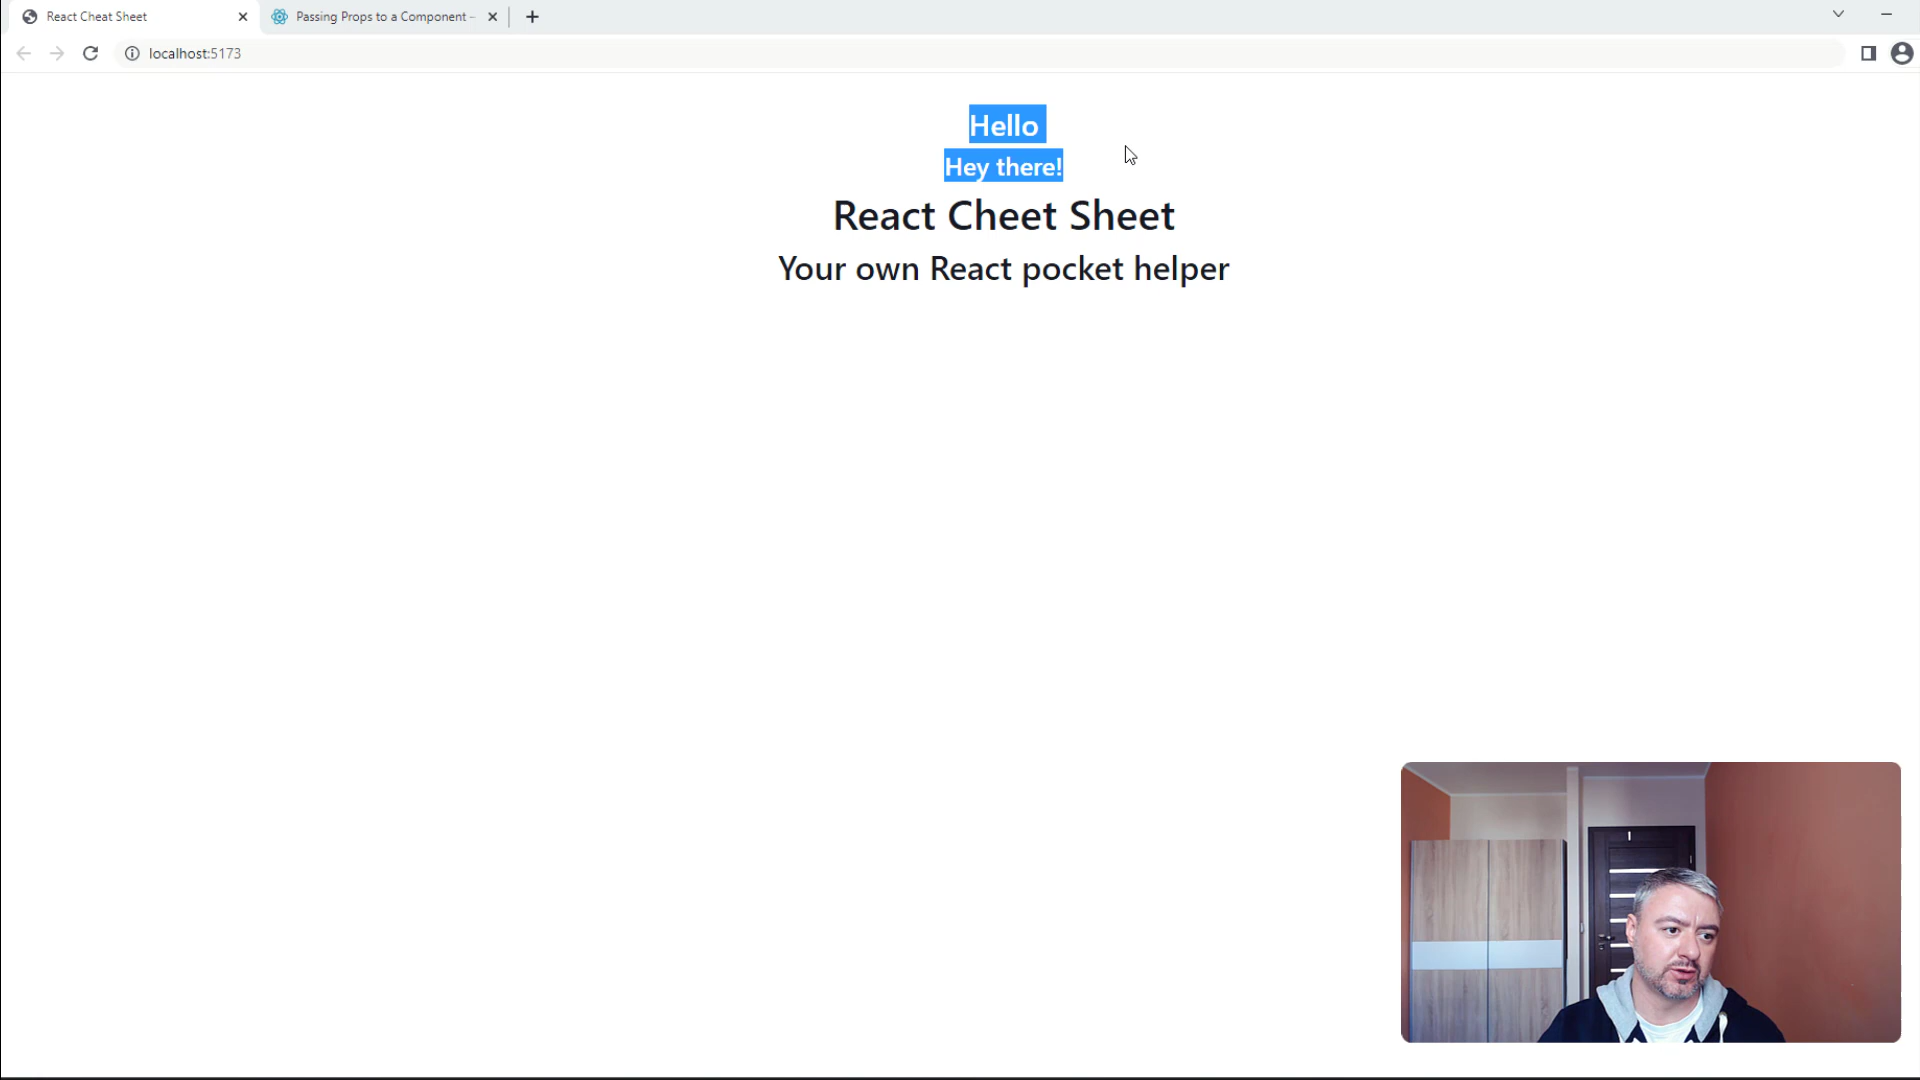 React Cheat Sheet
Passing Props to a Component –
localhost:5173
Hello
Hey there!
React Cheet Sheet
Your own React pocket helper